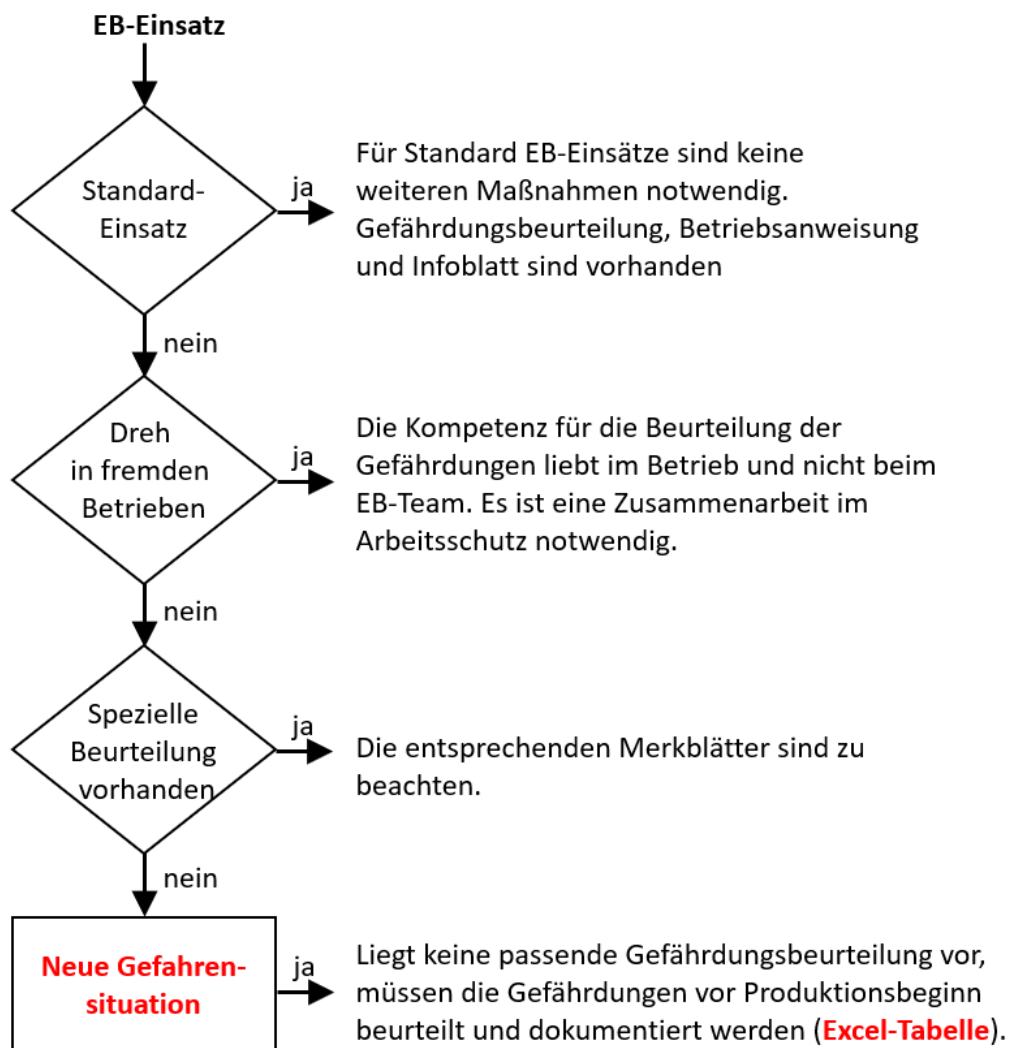 EB-Einsatz
Standard-
Einsatz
ja
Für Standard EB-Einsätze sind keine
weiteren Maßnahmen notwendig.
Gefährdungsbeurteilung, Betriebsanweisung
und Infoblatt sind vorhanden
nein
Dreh
in fremden
Betrieben
ja
Die Kompetenz für die Beurteilung der
Gefährdungen liebt im Betrieb und nicht beim
EB-Team. Es ist eine Zusammenarbeit im
Arbeitsschutz notwendig.
nein
Spezielle
Beurteilung
vorhanden
ja
Die entsprechenden Merkblätter sind zu
beachten.
nein
Neue Gefahren-
situation
ja
Liegt keine passende Gefährdungsbeurteilung vor,
müssen die Gefährdungen vor Produktionsbeginn
beurteilt und dokumentiert werden (Excel-Tabelle).